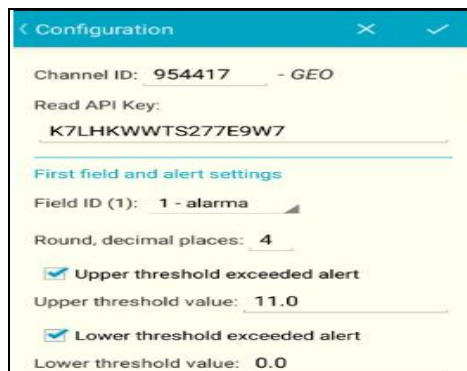 Configuration
Channel ID: 954417 - GEO
Read API Key:
K7LHKWWTS277E9W7
First field and alert settings
Field ID (1): 1 - alarma
Round, decimal places: 4
Upper threshold exceeded alert
Upper threshold value: 11.0
Lower threshold exceeded alert
Lower threshold value: 0.0